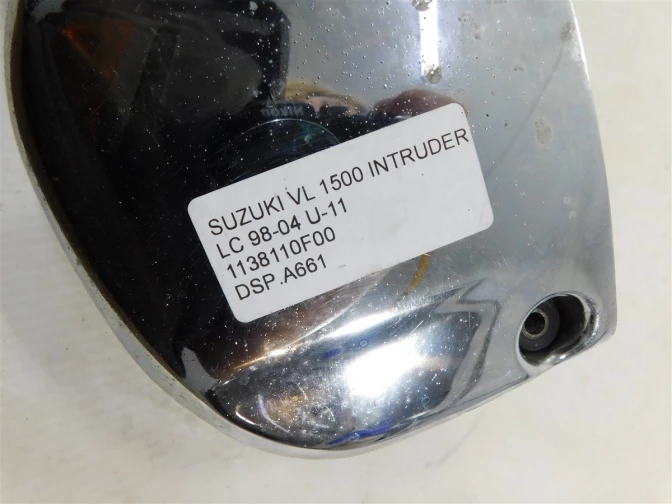 SUZUKI VL 1500 INTRUDER
LC 98-04 U-11
1138110F00
DSP .A661